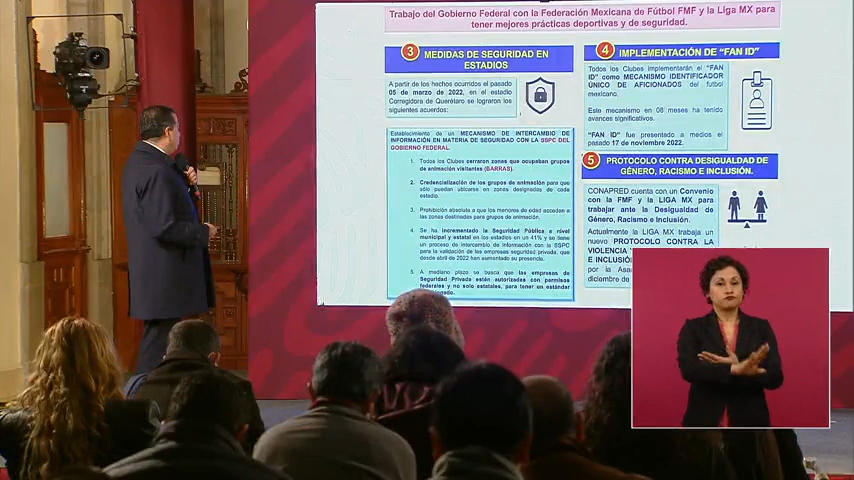 Trabajo del Gobierno Federal con la Federación Mexicana de Fútbol FMF y la Liga MX para
tener mejores prácticas deportivas y de seguridad.
3
MEDIDAS DE SEGURIDAD EN
ESTADIOS
A partir de los hechos ocurridos el pasado
05 de marzo de 2022, en el estadio
Corregidora de Querétaro se lograron los
siguientes acuerdos:
Establecimiento de un MECANISMO DE INTERCAMBIO DE
INFORMACIÓN EN MATERIA DE SEGURIDAD CON LA SSPC DEL
GOBIERNO FEDERAL.
1. Todos los Clubes cerraron zonas que ocupaban grupos
de animación visitantes (BARRAS).
2. Credencialización de los grupos de animación para que
sólo puedan ubicarse en zonas designadas de cada
estadio.
3. Prohibición absoluta a que los menores de edad accedan a
las zonas destinadas para grupos de animación.
4. Se ha incrementado la Seguridad Pública a nivel
municipal y estatal en los estadios en un 41% y se tiene
un proceso de intercambio de información con la SSPC
para la validación de las empresas seguridad privada, que
desde abril de 2022 han aumentado su presencia.
5. A mediano plazo se busca que las empresas de
Seguridad Privada estén autorizadas con permisos
federales y no solo estatales, para tener un estándar
4
IMPLEMENTACIÓN DE "FAN ID"
Todos los Clubes implementarán el "FAN
ID" como MECANISMO IDENTIFICADOR
ÚNICO DE AFICIONADOS del futbol
mexicano.
Este mecanismo en 08 meses ha tenido
avances significativos.
"FAN ID" fue presentado a medios el
pasado 17 de noviembre 2022.
5
PROTOCOLO CONTRA DESIGUALDAD DE
GÉNERO, RACISMO E INCLUSIÓN.
CONAPRED cuenta con un Convenio
con la FMF y la LIGA MX para
trabajar ante la Desigualdad de
Género, Racismo e Inclusión.
Actualmente la LIGA MX trabaja un
nuevo PROTOCOLO CONTRA LA
VIOLENCIA
E INCLUSIÓN
por la
diciembre de